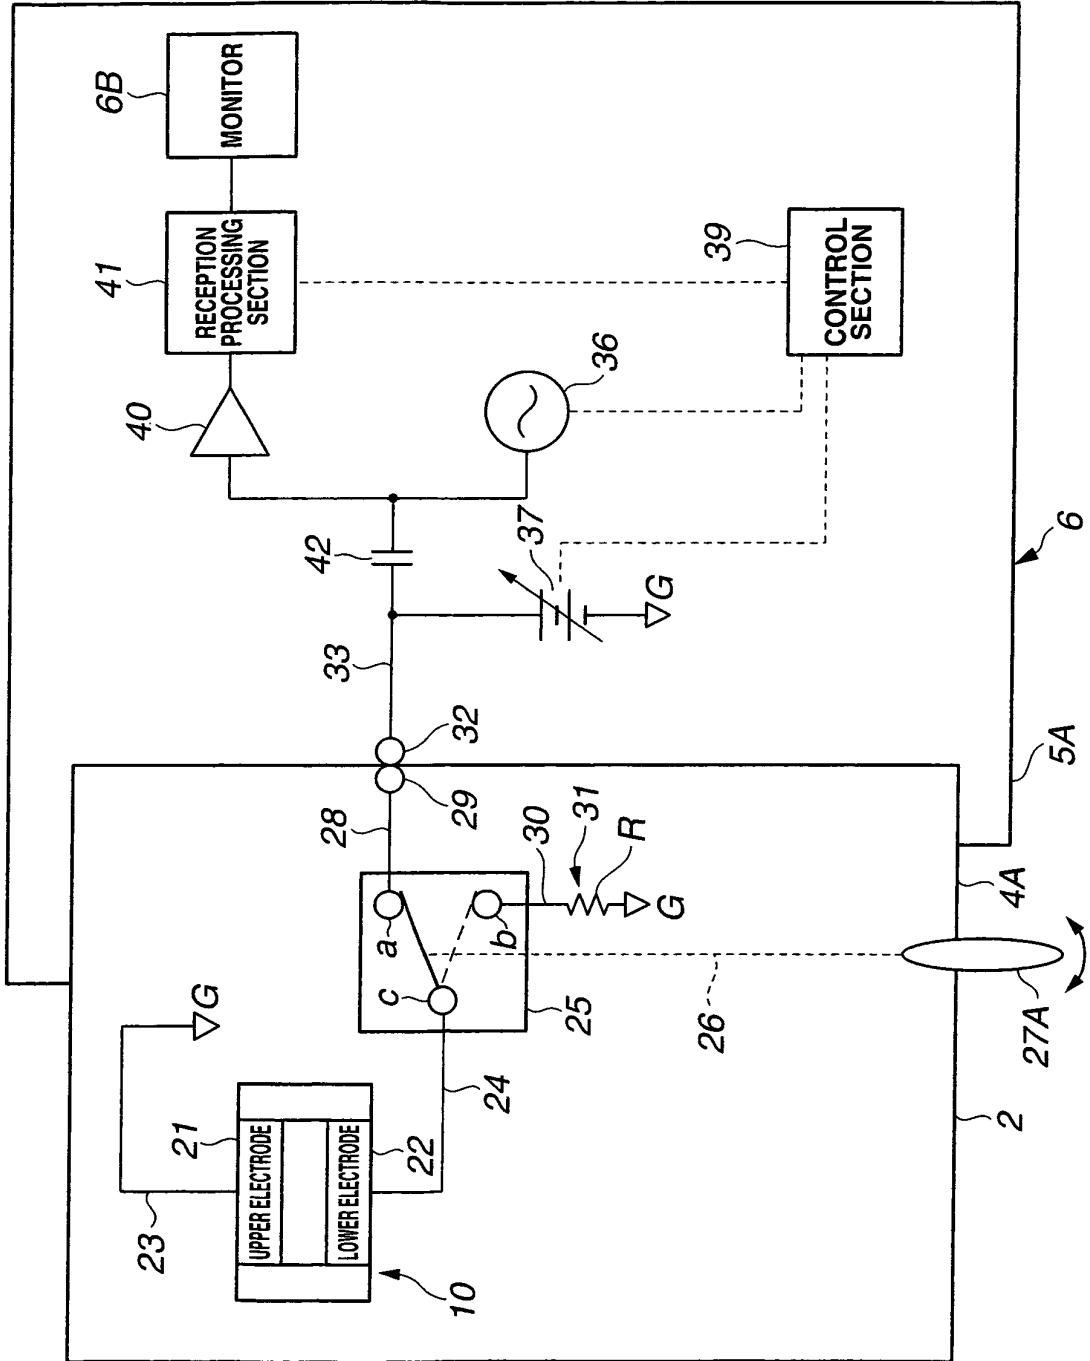 6B
MONITOR
41
RECEPTION
PROCESSING
SECTION
39
CONTROL
SECTION
40
36
42
37
G
6
33
32
29
28
5A
31
30
R
G
4A
a
b
c
25
26
27A
G
24
21
22
UPPER ELECTRODE
LOWER ELECTRODE
23
10
2